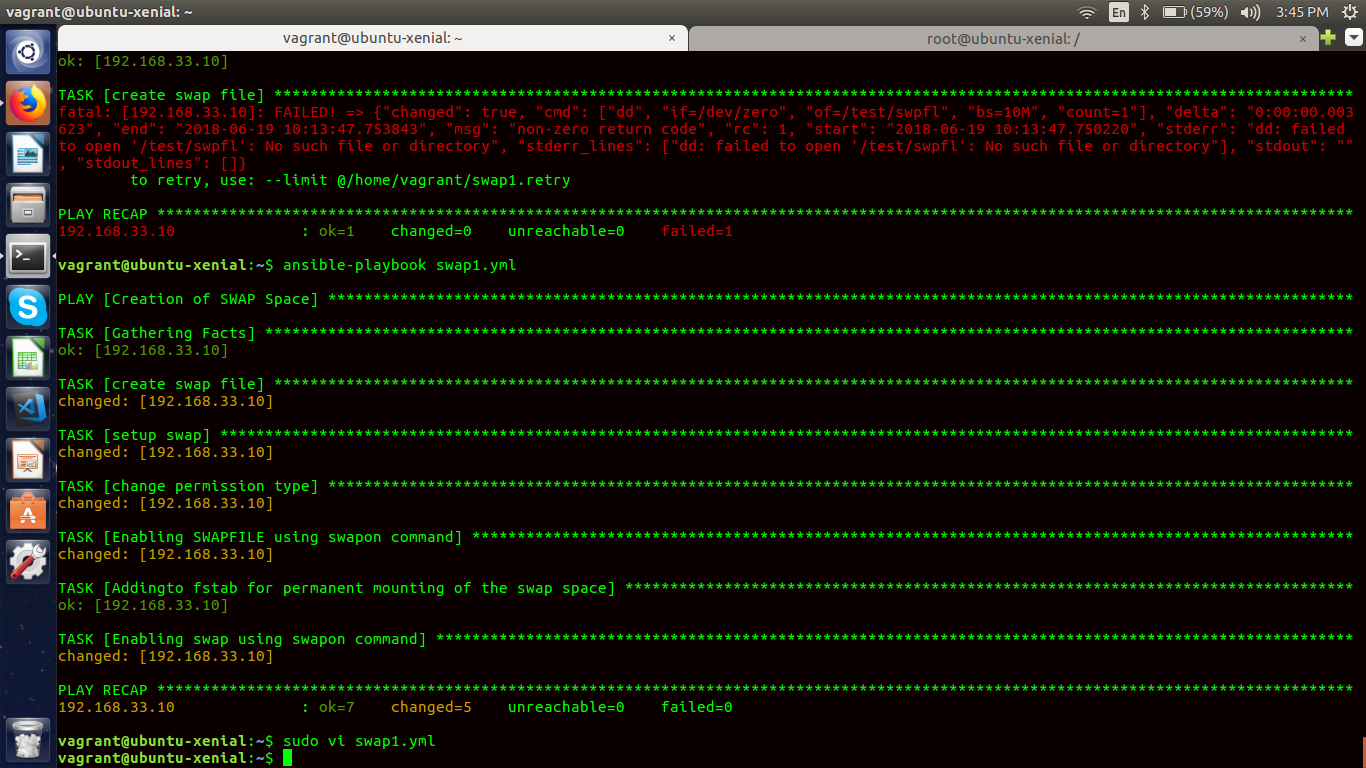 vagrant@ubuntu-xenial: ~
En
(59%)
3:45 PM
vagrant@ubuntu-xenial: ~ ×
root@ubuntu-xenial: / ×
ok: [192.168.33.10]
TASK [create swap file] ************************************************************************************************************************
fatal: [192.168.33.10]: FAILED! => {"changed": true, "cmd": ["dd", "if=/dev/zero", "of=/test/swpfl", "bs=10M", "count=1"], "delta": "0:00:00.003
623", "end": "2018-06-19 10:13:47.753843", "msg": "non-zero return code", "rc": 1, "start": "2018-06-19 10:13:47.750220", "stderr": "dd: failed
to open '/test/swpfl': No such file or directory", "stderr_lines": ["dd: failed to open '/test/swpfl': No such file or directory"], "stdout": ""
, "stdout_lines": []}
to retry, use: --limit @/home/vagrant/swap1.retry
PLAY RECAP *************************************************************************************************************************************
192.168.33.10 : ok=1 changed=0 unreachable=0 failed=1
vagrant@ubuntu-xenial:~$ ansible-playbook swap1.yml
PLAY [Creation of SWAP Space] ******************************************************************************************************************
TASK [Gathering Facts] *************************************************************************************************************************
ok: [192.168.33.10]
TASK [create swap file] ************************************************************************************************************************
changed: [192.168.33.10]
TASK [setup swap] ******************************************************************************************************************************
changed: [192.168.33.10]
TASK [change permission type] ******************************************************************************************************************
changed: [192.168.33.10]
TASK [Enabling SWAPFILE using swapon command] **************************************************************************************************
changed: [192.168.33.10]
TASK [Addingto fstab for permanent mounting of the swap space] *********************************************************************************
ok: [192.168.33.10]
TASK [Enabling swap using swapon command] ******************************************************************************************************
changed: [192.168.33.10]
PLAY RECAP *************************************************************************************************************************************
192.168.33.10 : ok=7 changed=5 unreachable=0 failed=0
vagrant@ubuntu-xenial:~$ sudo vi swap1.yml
vagrant@ubuntu-xenial:~$